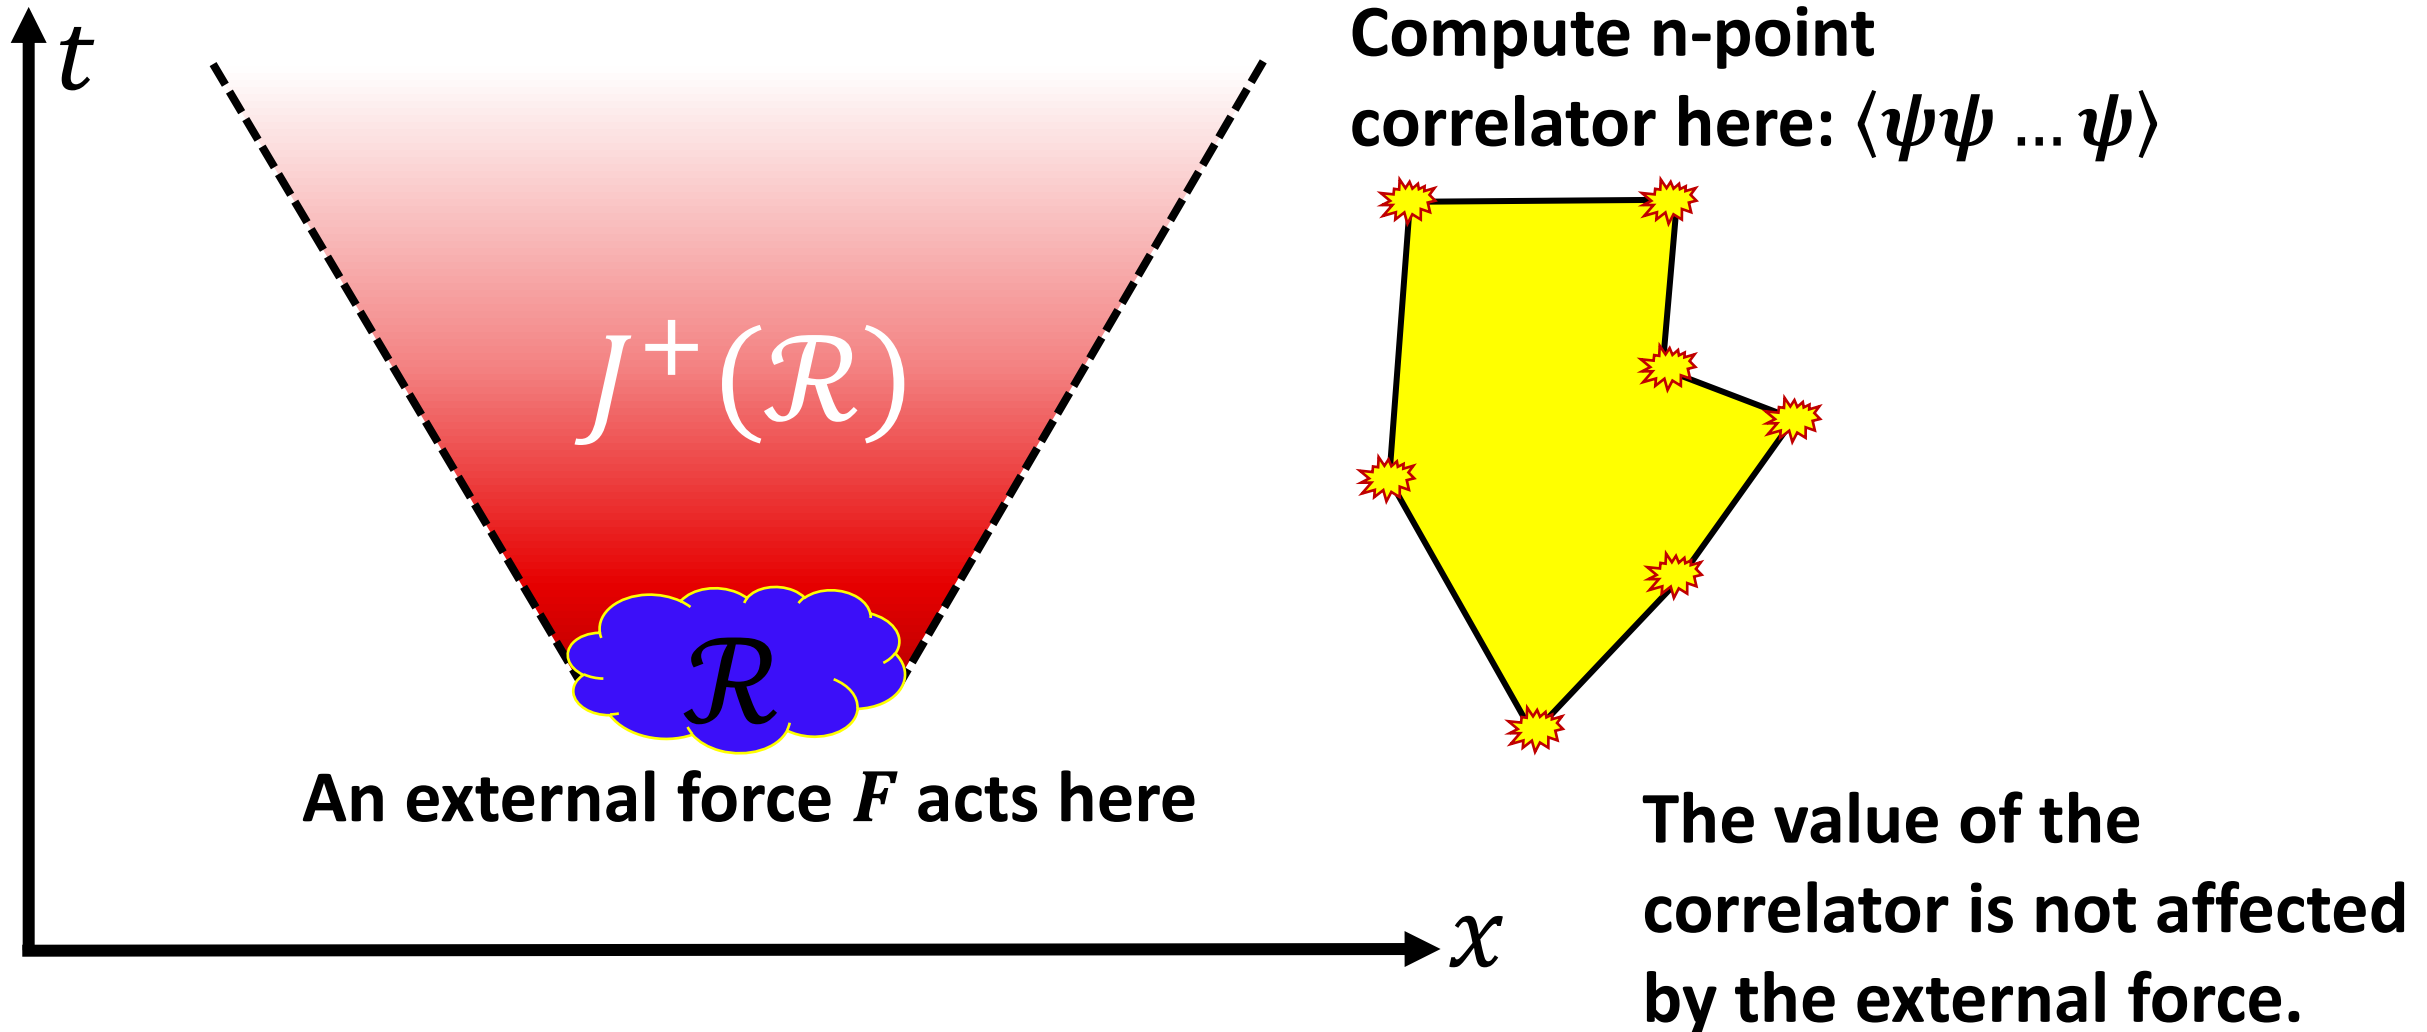 t
Compute n-point
correlator here: ⟨ψψ … ψ⟩
J⁺(ℛ)
ℛ
An external force F acts here
The value of the
correlator is not affected
by the external force.
x